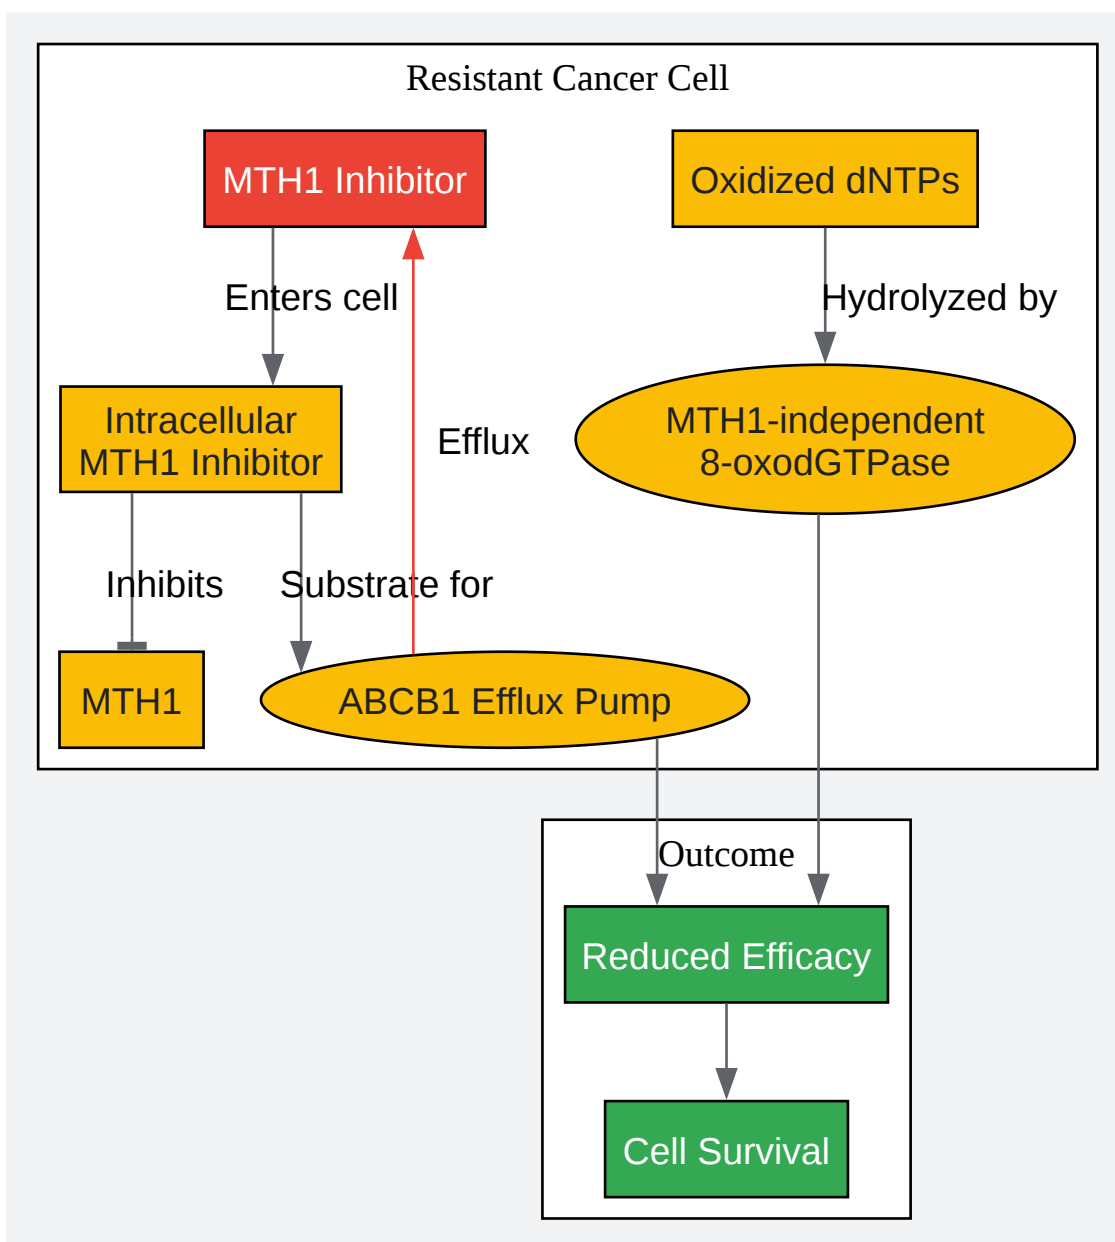 Resistant Cancer Cell
MTH1 Inhibitor
Oxidized dNTPs
Enters cell
Hydrolyzed by
Intracellular
MTH1 Inhibitor
Efflux
MTH1-independent
8-oxodGTPase
Inhibits
Substrate for
MTH1
ABCB1 Efflux Pump
Outcome
Reduced Efficacy
Cell Survival